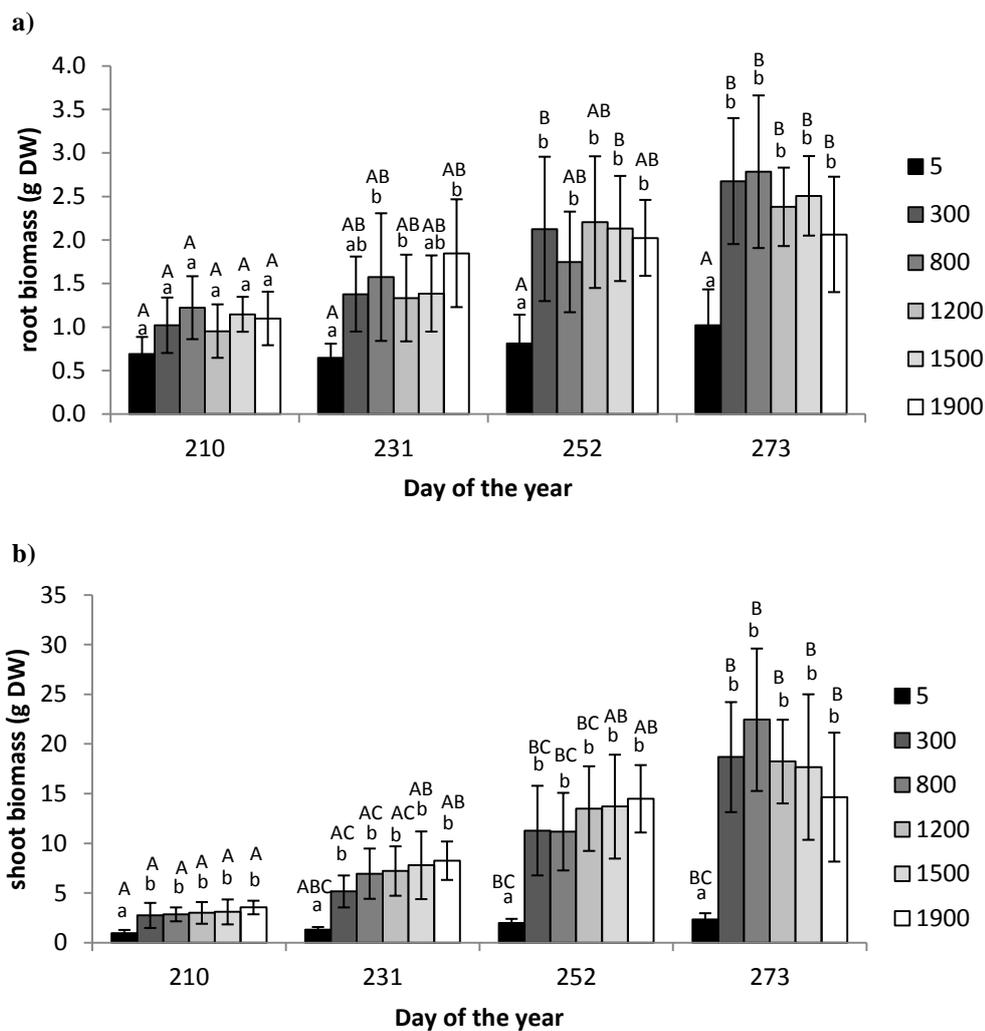 a)
root biomass (g DW)
4.0
3.5
3.0
2.5
2.0
1.5
1.0
0.5
0.0
A A A A A A
a a a a a a
A AB AB AB AB AB
a ab b b ab b
A B AB AB B AB
a b b b b b
A B B B B B
a b b b b b
210 231 252 273
Day of the year
5
300
800
1200
1500
1900
b)
shoot biomass (g DW)
35
30
25
20
15
10
5
0
A A A A A A
a b b b b b
ABC AC AC AC AB AB
a b b b b b
BC BC BC BC AB AB
a b b b b b
BC B B B B B
a b b b b b
210 231 252 273
Day of the year
5
300
800
1200
1500
1900